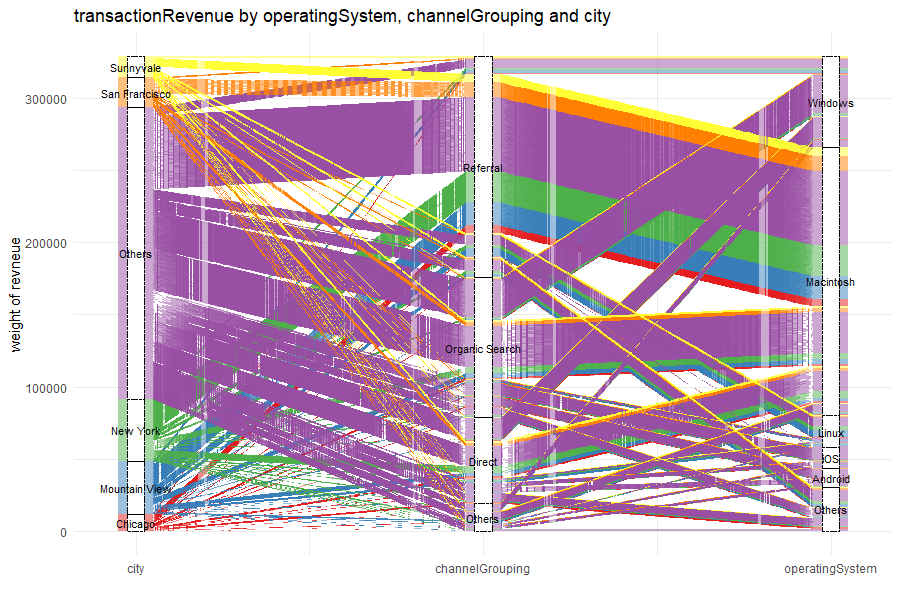 transactionRevenue by operatingSystem, channelGrouping and city
weight of revrneue
300000
200000
100000
0
Sunnyvale
San Francisco
Others
New York
Mountain View
Chicago
Referral
Organic Search
Direct
Others
Windows
Macintosh
Linux
iOS
Android
Others
city
channelGrouping
operatingSystem